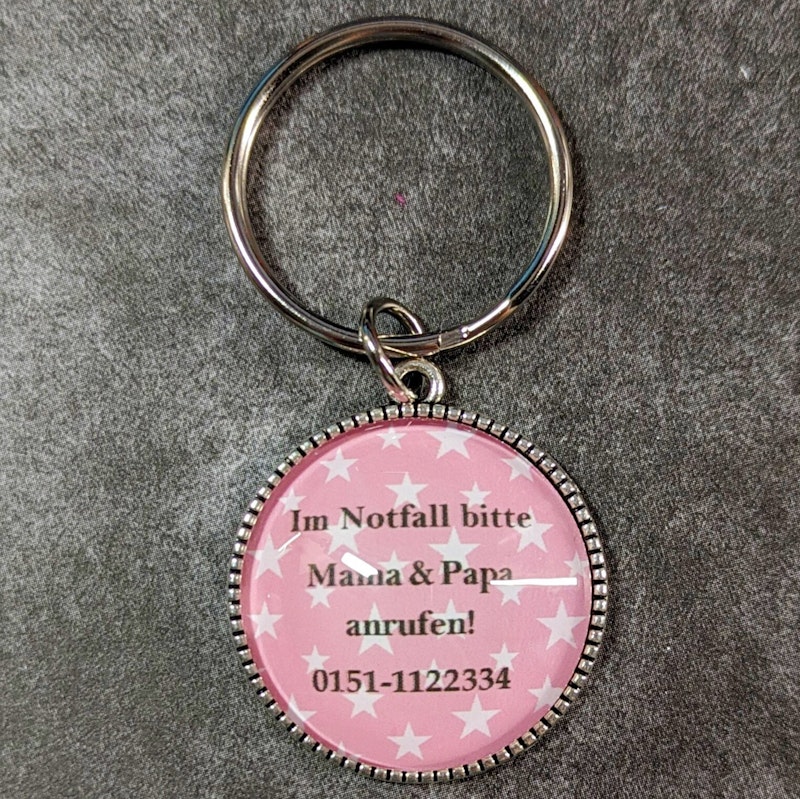 Im Notfall bitte
Mama & Papa
anrufen!
0151-1122334